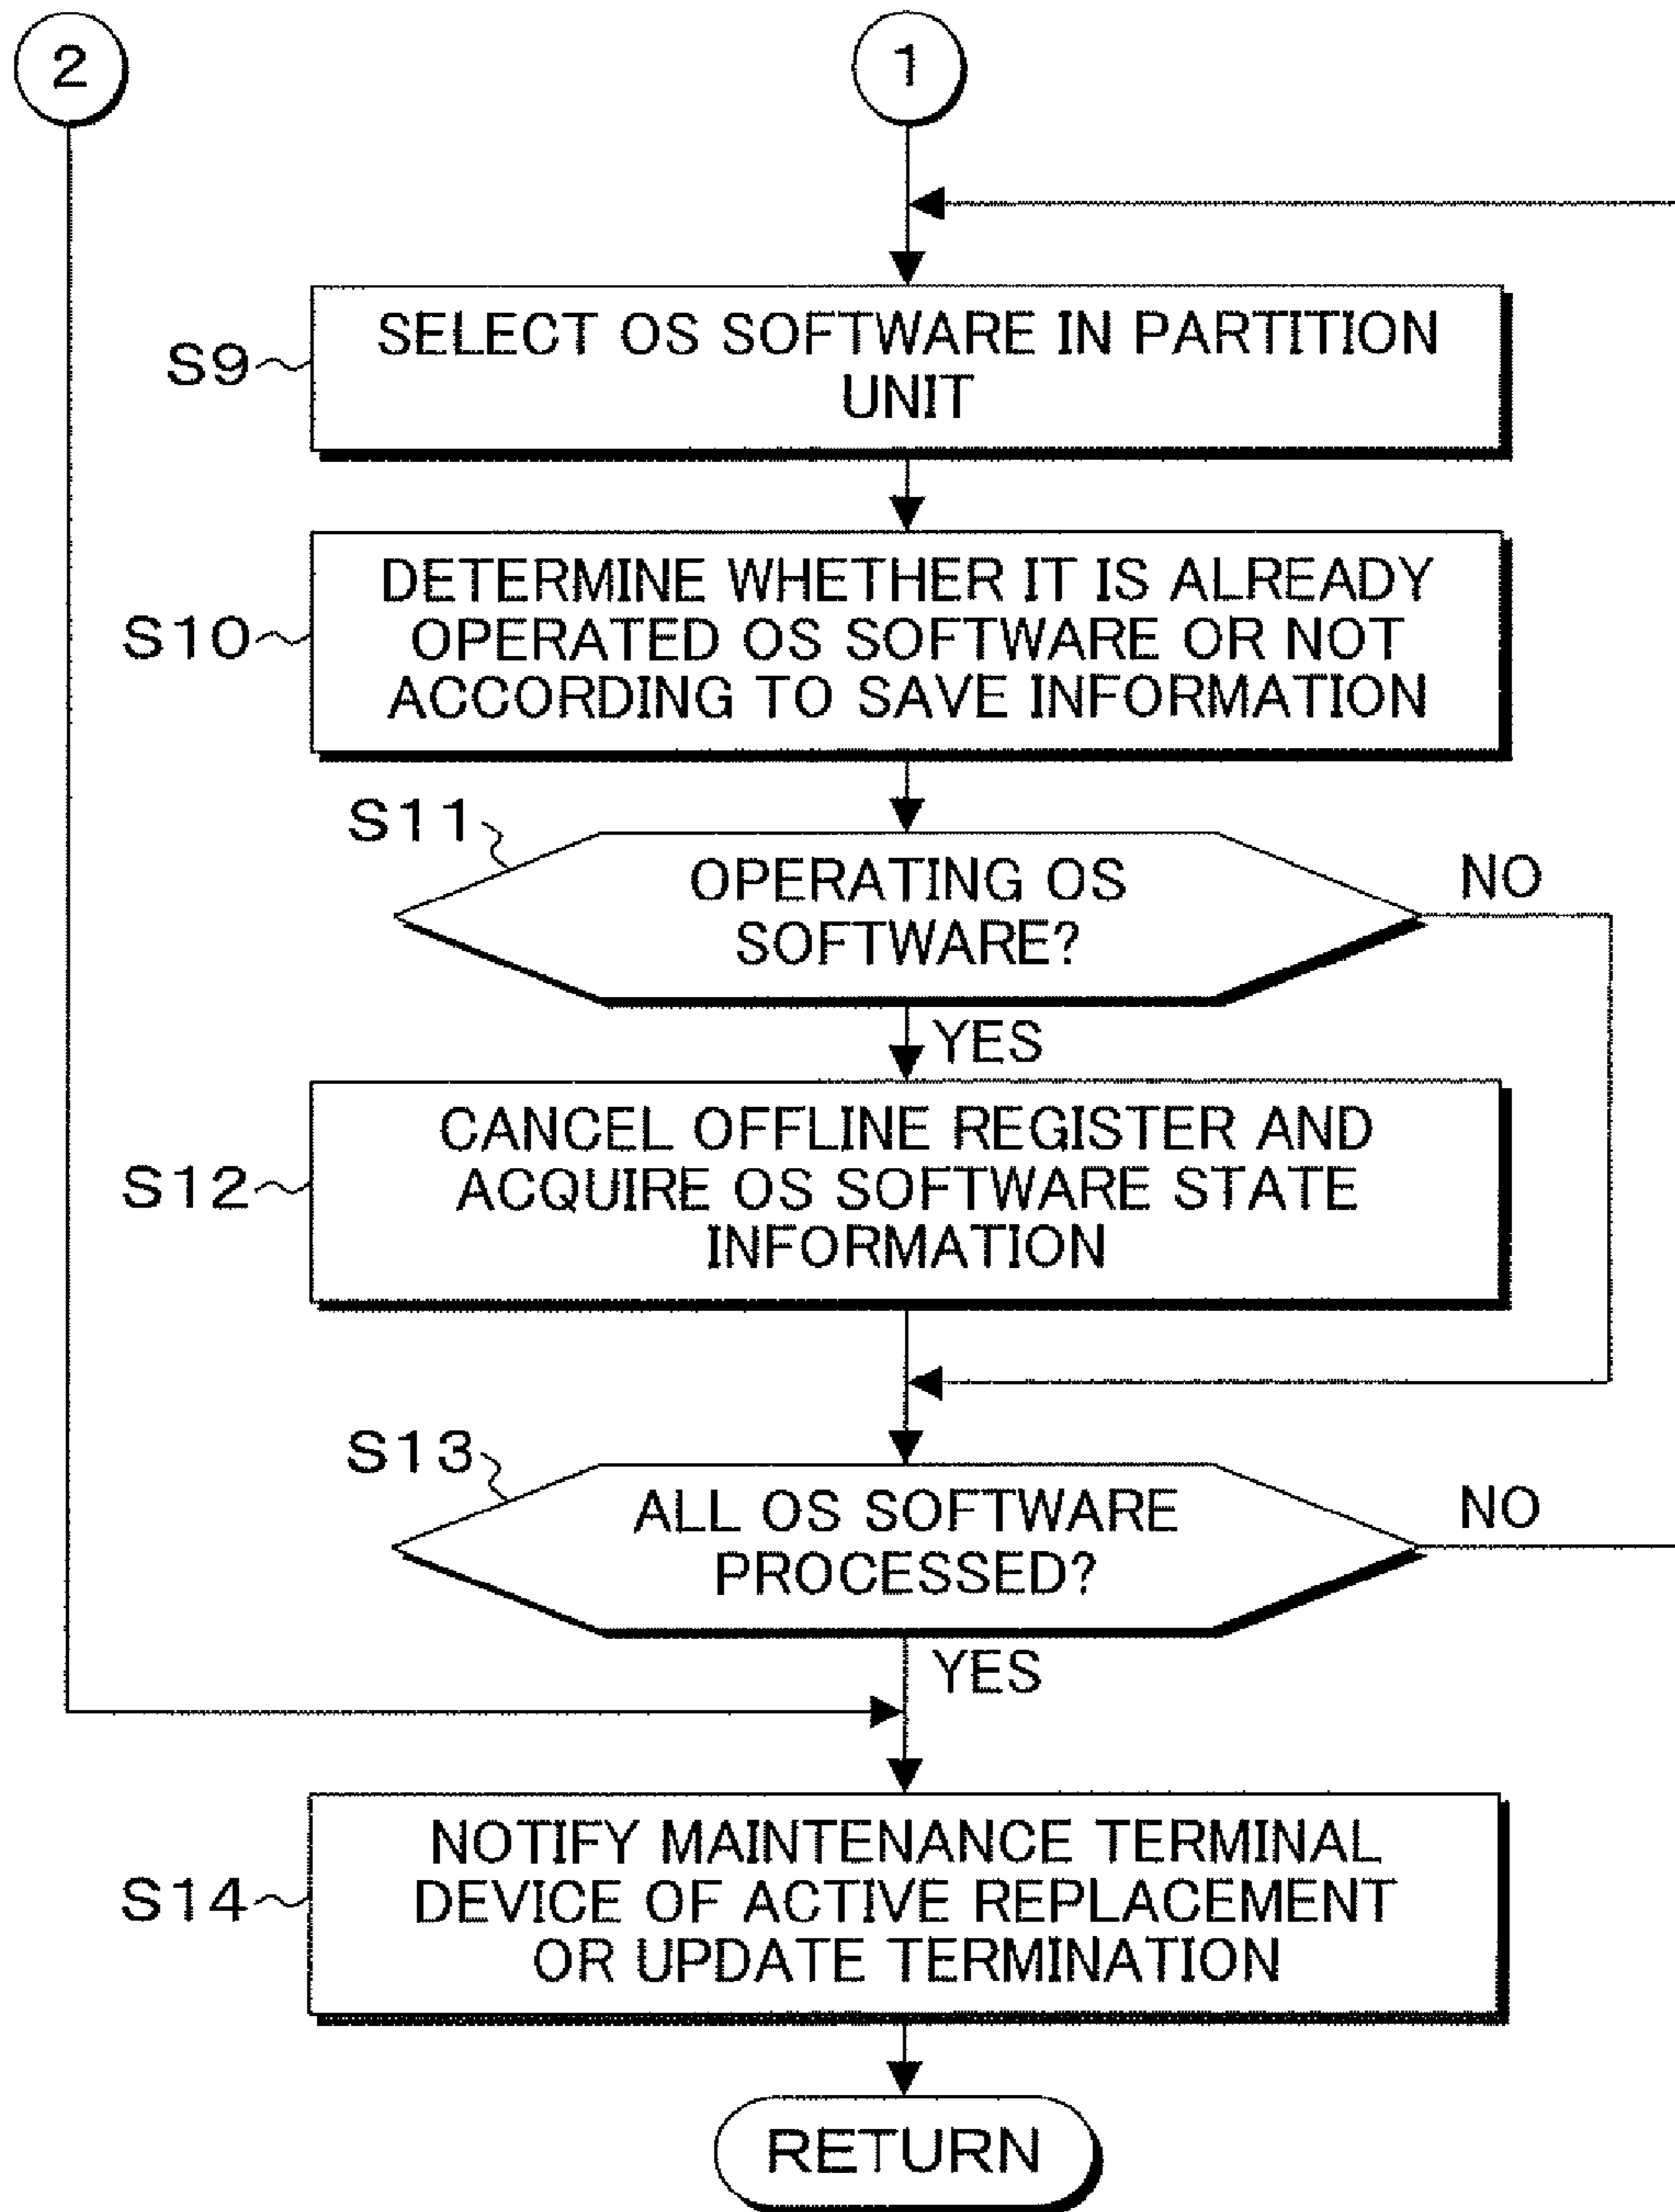 2
1
S9
SELECT OS SOFTWARE IN PARTITION
UNIT
S10
DETERMINE WHETHER IT IS ALREADY
OPERATED OS SOFTWARE OR NOT
ACCORDING TO SAVE INFORMATION
S11
OPERATING OS
SOFTWARE?
NO
YES
S12
CANCEL OFFLINE REGISTER AND
ACQUIRE OS SOFTWARE STATE
INFORMATION
S13
ALL OS SOFTWARE
PROCESSED?
NO
YES
S14
NOTIFY MAINTENANCE TERMINAL
DEVICE OF ACTIVE REPLACEMENT
OR UPDATE TERMINATION
RETURN